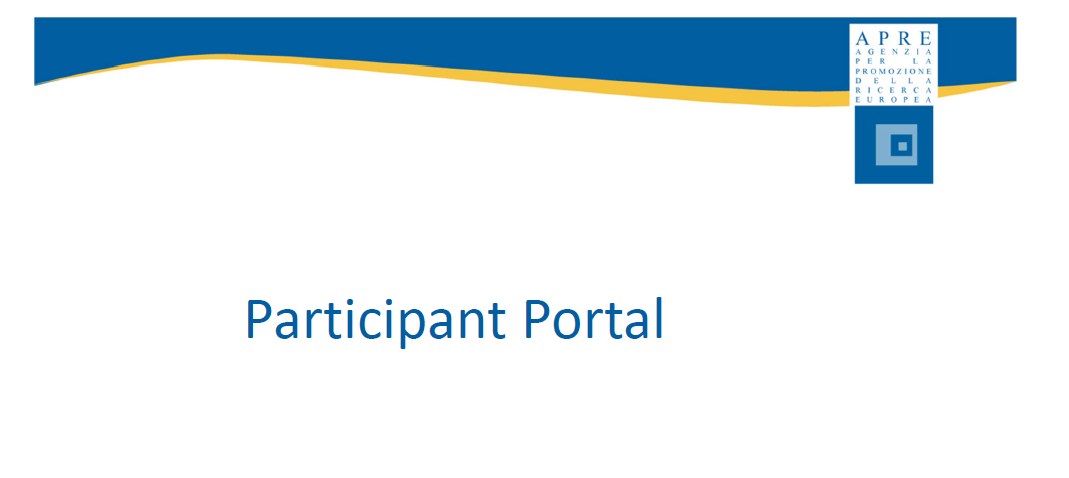 APRE
AGENZIA
PER LA
PROMOZIONE
DELLA
RICERCA
EUROPEA
Participant Portal